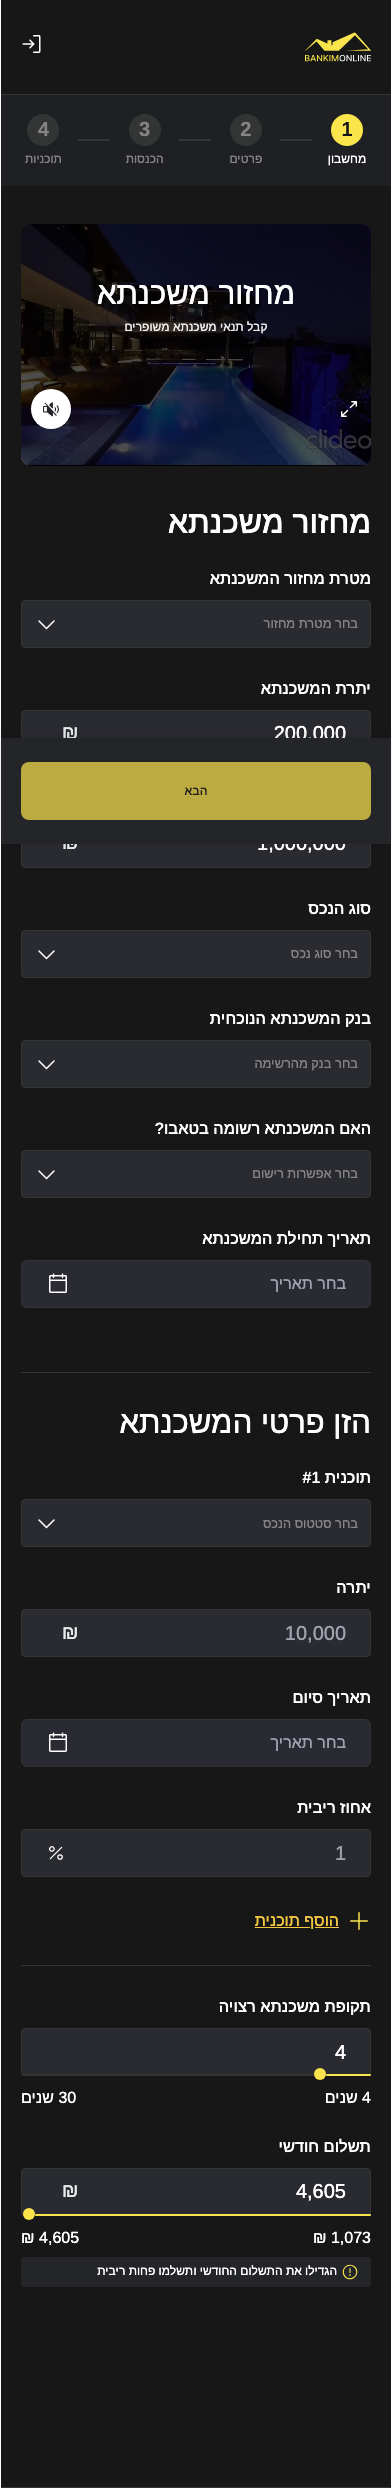 BANKIMONLINE
1
2
3
4
מחשבון
פרטים
הכנסות
תוכניות
מחזור משכנתא
קבל תנאי משכנתא משופרים
clideo
מחזור משכנתא
מטרת מחזור המשכנתא
בחר מטרת מחזור
יתרת המשכנתא
200,000 ₪
הבא
1,000,000 ₪
סוג הנכס
בחר סוג נכס
בנק המשכנתא הנוכחית
בחר בנק מהרשימה
האם המשכנתא רשומה בטאבו?
בחר אפשרות רישום
תאריך תחילת המשכנתא
בחר תאריך
הזן פרטי המשכנתא
תוכנית #1
בחר סטטוס הנכס
יתרה
10,000 ₪
תאריך סיום
בחר תאריך
אחוז ריבית
1 %
הוסף תוכנית
תקופת משכנתא רצויה
4
4 שנים
30 שנים
תשלום חודשי
4,605 ₪
1,073 ₪
4,605 ₪
הגדילו את התשלום החודשי ותשלמו פחות ריבית